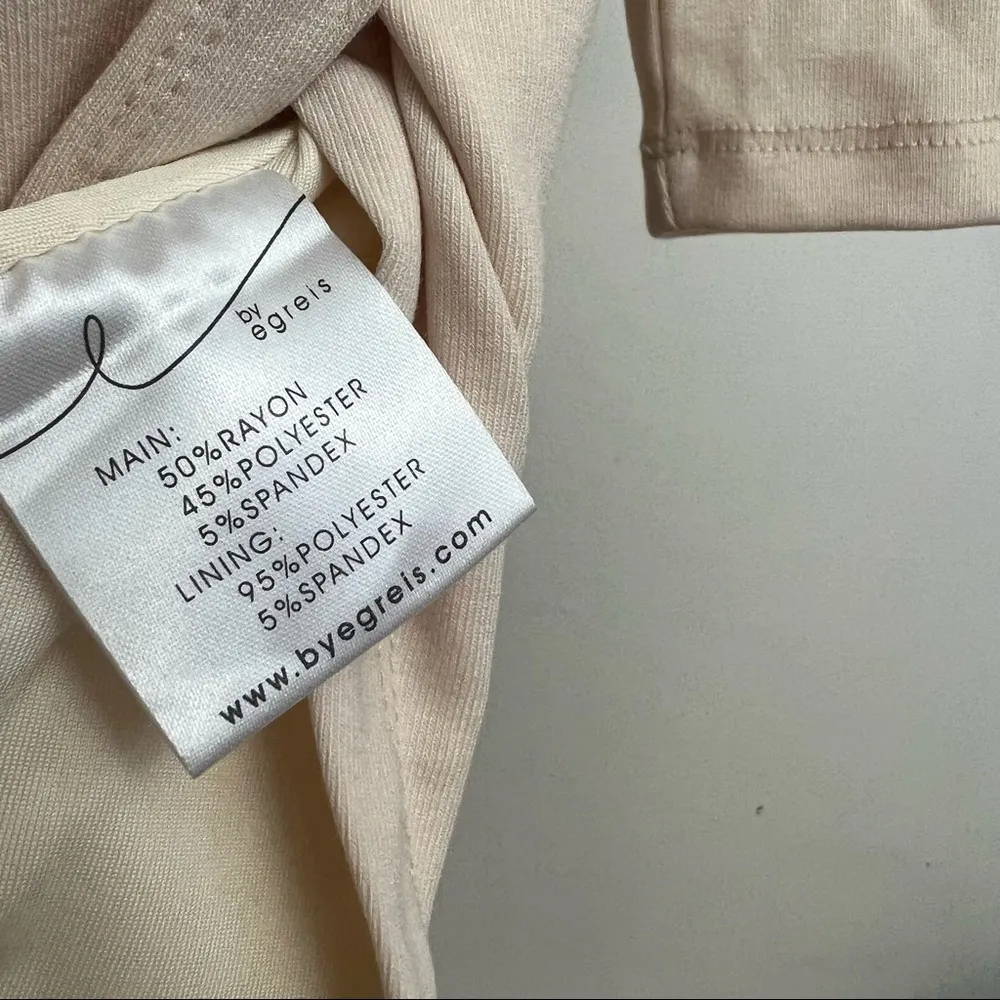 by
egreis
MAIN:
50%RAYON
45%POLYESTER
5%SPANDEX
LINING:
95%POLYESTER
5%SPANDEX
www.byegreis.com